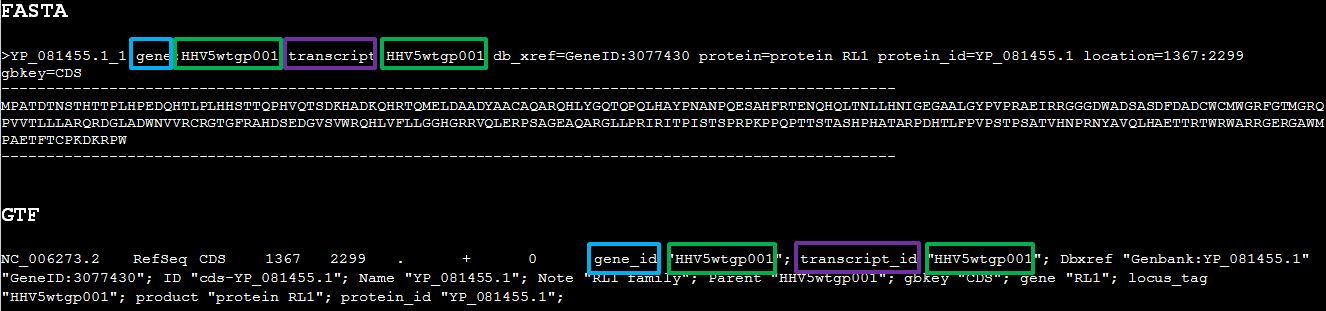 FASTA
>YP_081455.1_1 gene:HHV5wtgp001 transcript:HHV5wtgp001 db_xref=GeneID:3077430 protein=protein RL1 protein_id=YP_081455.1 location=1367:2299
gbkey=CDS
--------------------------------------------------------------------------------------------------------
MPATDTNSTHTTPLHPEDQHTLPLHHSTTQPHVQTSDKHADKQHRTQMELDAADYAACAQARQHLYGQTQPQLHAYPNANPQESAHFRTENQHQLTNLLHNIGEGAALGYPVPRAEIRRGGGDWADSASDFDADCWCMWGRFGTMGRQ
PVVTLLLARQRDGLADWNVVRCRGTGFRAHDSEDGVSVWRQHLVFLLGGHGRRVQLERPSAGEAQARGLLPRIRITPISTSPRPKPPQPTTSTASHPHATARPDHTLFPVPSTPSATVHNPRNYAVQLHAETTRTWRWARRGERGAWM
PAETFTCPKDKRPW
--------------------------------------------------------------------------------------------------------
GTF
NC_006273.2 RefSeq CDS 1367 2299 . + 0 gene_id "HHV5wtgp001"; transcript_id "HHV5wtgp001"; Dbxref "Genbank:YP_081455.1"
"GeneID:3077430"; ID "cds-YP_081455.1"; Name "YP_081455.1"; Note "RL1 family"; Parent "HHV5wtgp001"; gbkey "CDS"; gene "RL1"; locus_tag
"HHV5wtgp001"; product "protein RL1"; protein_id "YP_081455.1";